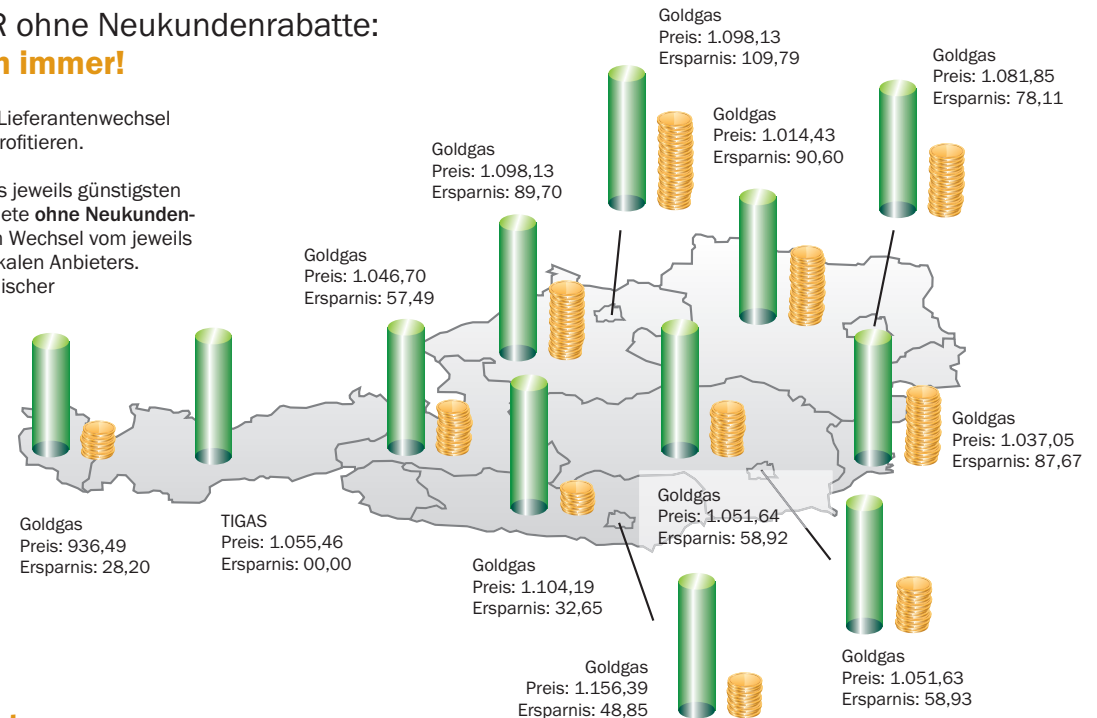 R ohne Neukundenrabatte:
n immer!
Lieferantenwechsel
rofitieren.
s jeweils günstigsten
iete ohne Neukunden-
n Wechsel vom jeweils
kalen Anbieters.
ischer
Goldgas
Preis: 1.098,13
Ersparnis: 109,79
Goldgas
Preis: 1.081,85
Ersparnis: 78,11
Goldgas
Preis: 1.014,43
Ersparnis: 90,60
Goldgas
Preis: 1.098,13
Ersparnis: 89,70
Goldgas
Preis: 1.046,70
Ersparnis: 57,49
Goldgas
Preis: 1.037,05
Ersparnis: 87,67
Goldgas
Preis: 936,49
Ersparnis: 28,20
TIGAS
Preis: 1.055,46
Ersparnis: 00,00
Goldgas
Preis: 1.051,64
Ersparnis: 58,92
Goldgas
Preis: 1.104,19
Ersparnis: 32,65
Goldgas
Preis: 1.156,39
Ersparnis: 48,85
Goldgas
Preis: 1.051,63
Ersparnis: 58,93